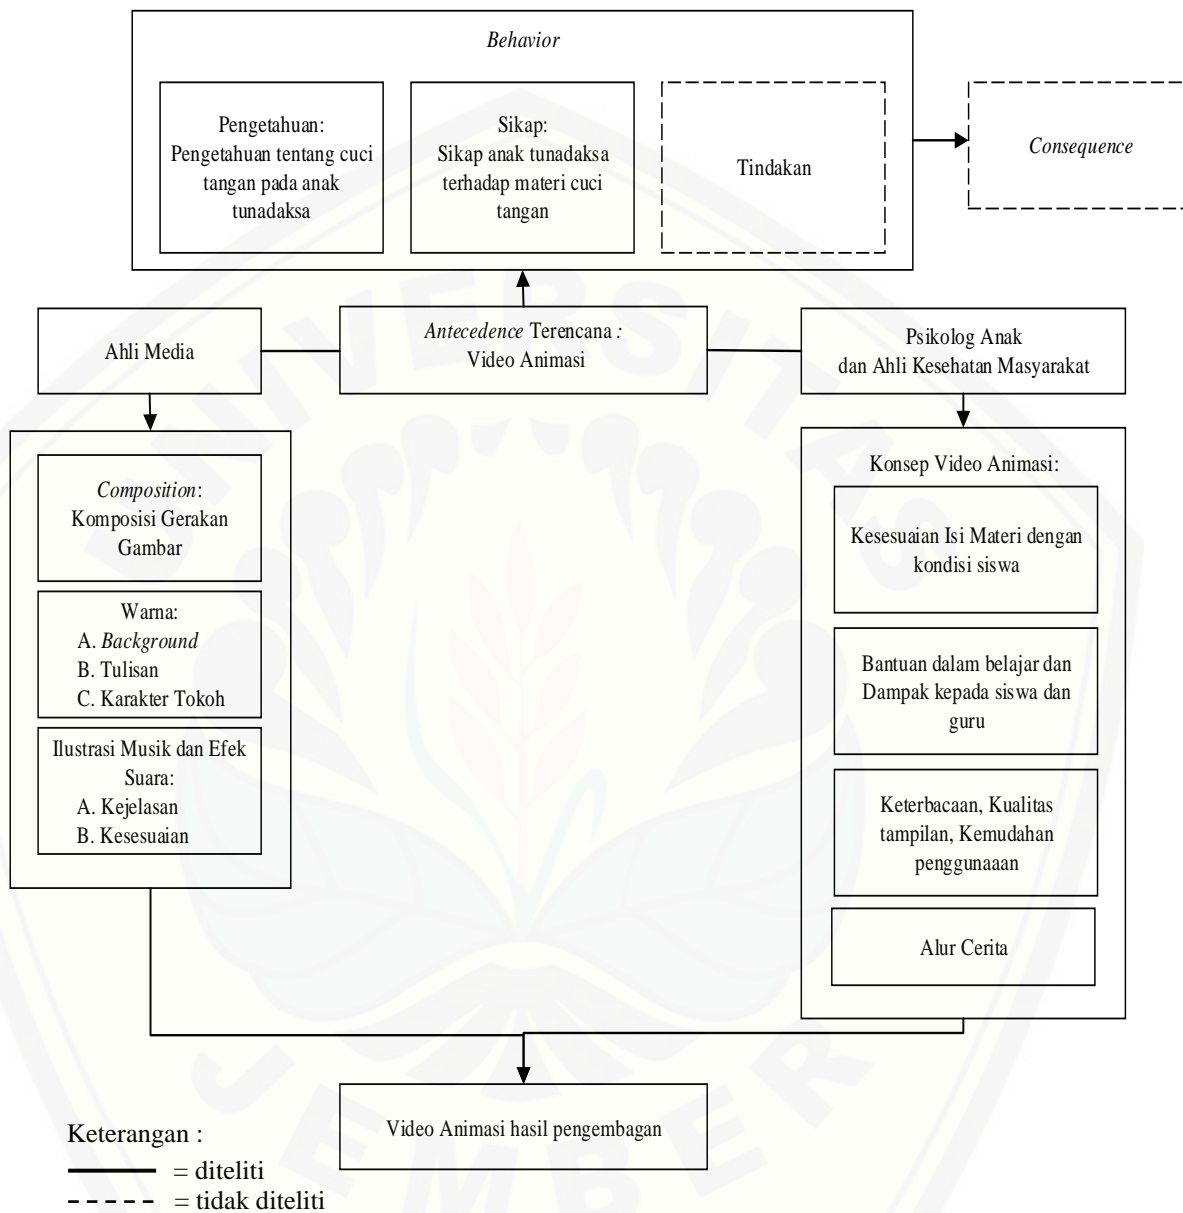 Behavior
Pengetahuan:
Pengetahuan tentang cuci
tangan pada anak
tunadaksa
Sikap:
Sikap anak tunadaksa
terhadap materi cuci
tangan
Tindakan
Consequence
Ahli Media
Antecedence Terencana :
Video Animasi
Psikolog Anak
dan Ahli Kesehatan Masyarakat
Composition:
Komposisi Gerakan
Gambar
Warna:
A. Background
B. Tulisan
C. Karakter Tokoh
Ilustrasi Musik dan Efek
Suara:
A. Kejelasan
B. Kesesuaian
Konsep Video Animasi:
Kesesuaian Isi Materi dengan
kondisi siswa
Bantuan dalam belajar dan
Dampak kepada siswa dan
guru
Keterbacaan, Kualitas
tampilan, Kemudahan
penggunaaan
Alur Cerita
Video Animasi hasil pengembagan
Keterangan :
= diteliti
= tidak diteliti
UNIVERSITAS
JEMBER